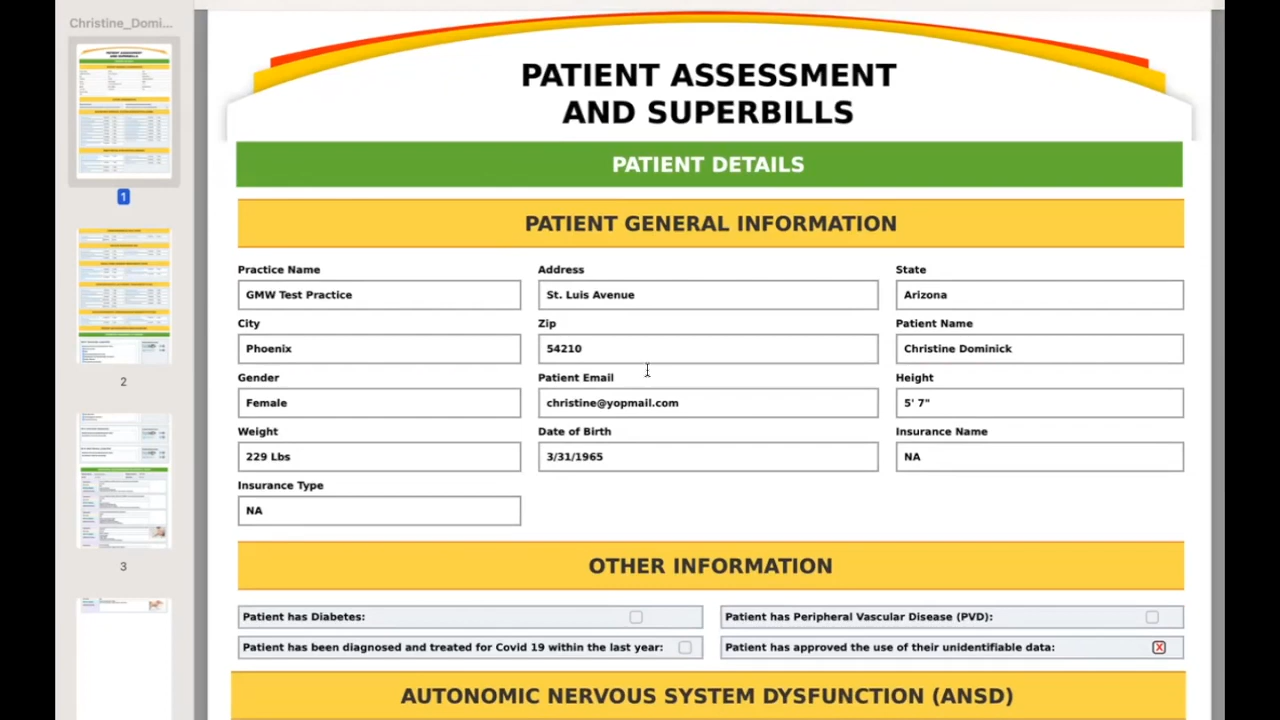 Christine_Domi...
1
2
3
PATIENT ASSESSMENT
AND SUPERBILLS
PATIENT DETAILS
PATIENT GENERAL INFORMATION
Practice Name Address State
GMW Test Practice St. Luis Avenue Arizona
City Zip Patient Name
Phoenix 54210 Christine Dominick
Gender Patient Email Height
Female christine@yopmail.com 5' 7"
Weight Date of Birth Insurance Name
229 Lbs 3/31/1965 NA
Insurance Type
NA
OTHER INFORMATION
Patient has Diabetes: Patient has Peripheral Vascular Disease (PVD):
Patient has been diagnosed and treated for Covid 19 within the last year: Patient has approved the use of their unidentifiable data: X
AUTONOMIC NERVOUS SYSTEM DYSFUNCTION (ANSD)